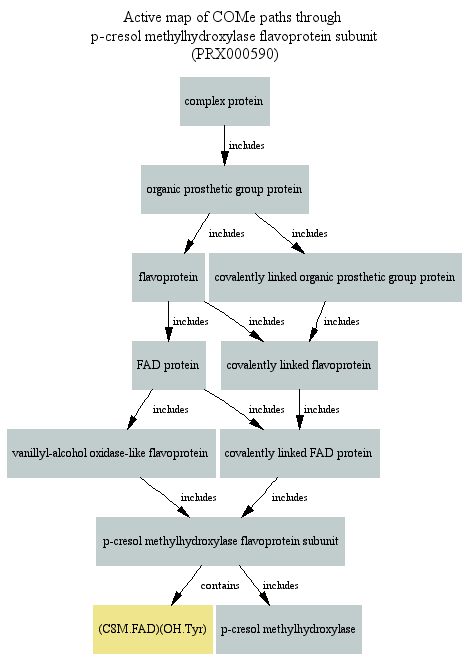 Active map of COMe paths through
p-cresol methylhydroxylase flavoprotein subunit
(PRX000590)
complex protein
includes
organic prosthetic group protein
includes
includes
flavoprotein
covalently linked organic prosthetic group protein
includes
includes
includes
FAD protein
covalently linked flavoprotein
includes
includes
includes
vanillyl-alcohol oxidase-like flavoprotein
covalently linked FAD protein
includes
includes
p-cresol methylhydroxylase flavoprotein subunit
contains
includes
(CSM.FAD)(OH.Tyr)
p-cresol methylhydroxylase